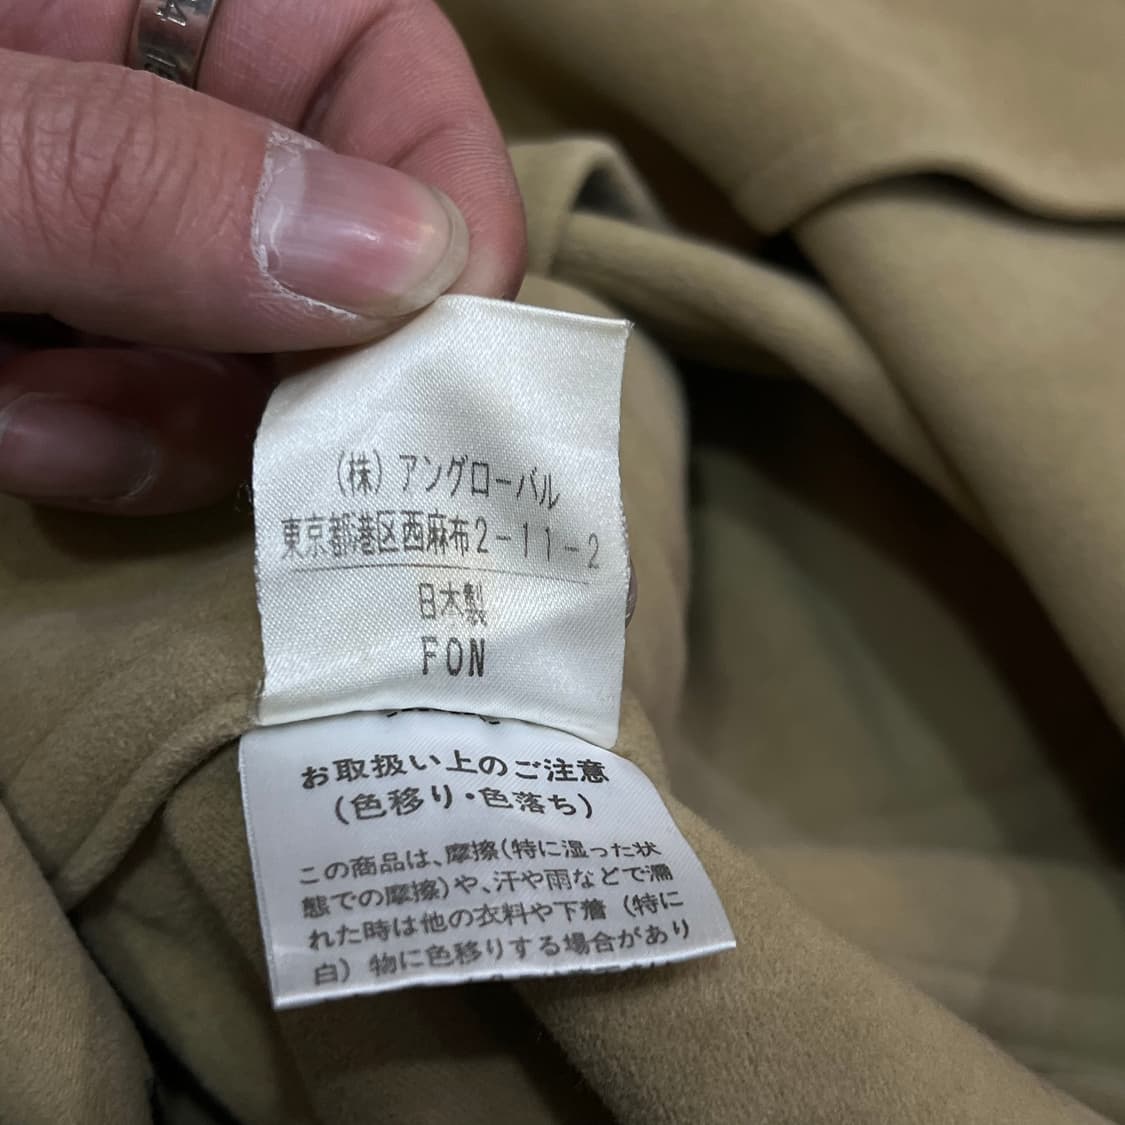 (株)アングローバル
東京都港区西麻布2-11-2
日本製
FON
お取扱い上のご注意
(色移り・色落ち)
この商品は、摩擦(特に湿った状
態での摩擦)や、汗や雨などで濡
れた時は他の衣料や下着(特に
白)物に色移りする場合があり